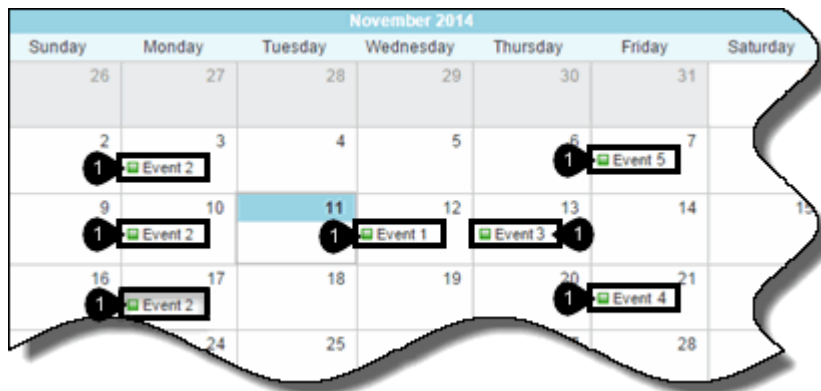 November 2014
Sunday Monday Tuesday Wednesday Thursday Friday Saturday
26 27 28 29 30 31
2 3 4 5 6 7
1 Event 2 1 Event 5
9 10 11 12 13 14 15
1 Event 2 1 Event 1 Event 3 1
16 17 18 19 20 21
1 Event 2 1 Event 4
24 25 28